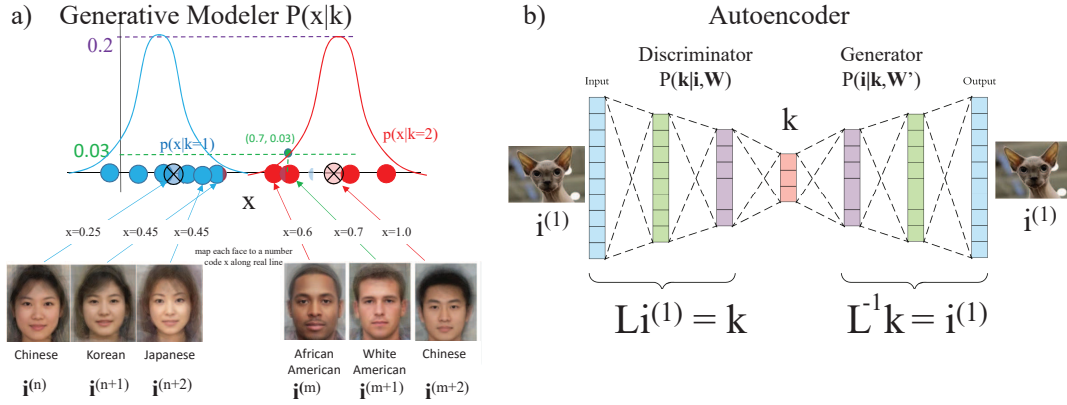 a) Generative Modeler P(x|k)
0.2
p(x|k=1)
(0.7, 0.03)
p(x|k=2)
0.03
x
x=0.25
x=0.45
x=0.45
x=0.6
x=0.7
x=1.0
map each face to a number
code x along real line
Chinese
Korean
Japanese
African
American
White
American
Chinese
i(n)
i(n+1)
i(n+2)
i(m)
i(m+1)
i(m+2)
b) Autoencoder
Discriminator
P(k|i,W)
Generator
P(i|k,W’)
Input
Output
k
i(1)
i(1)
Li(1) = k
L-1k = i(1)